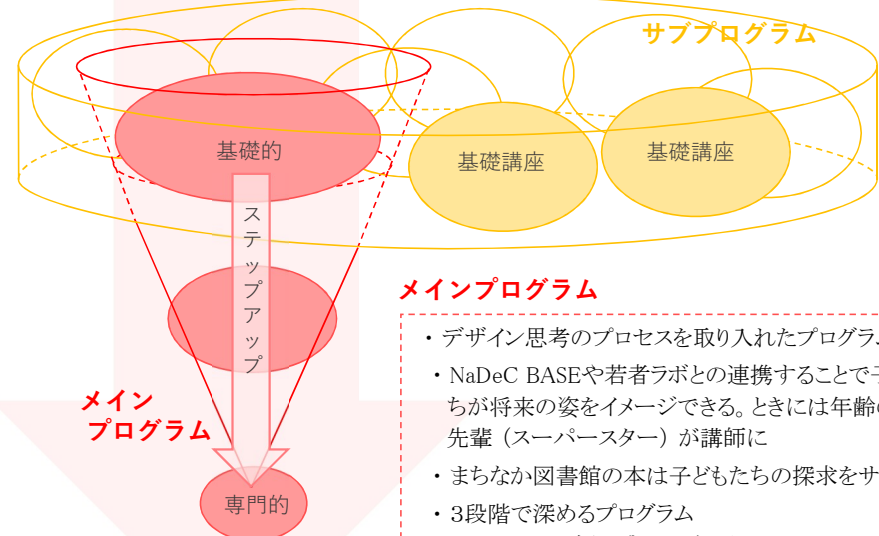 サブプログラム
基礎的
基礎講座
基礎講座
ステップアップ
メイン
プログラム
専門的
メインプログラム
・デザイン思考のプロセスを取り入れたプログラ
・NaDeC BASEや若者ラボとの連携することで子
ちが将来の姿をイメージできる。ときには年齢の
先輩（スーパースター）が講師に
・まちなか図書館の本は子どもたちの探求をサ
・３段階で深めるプログラム